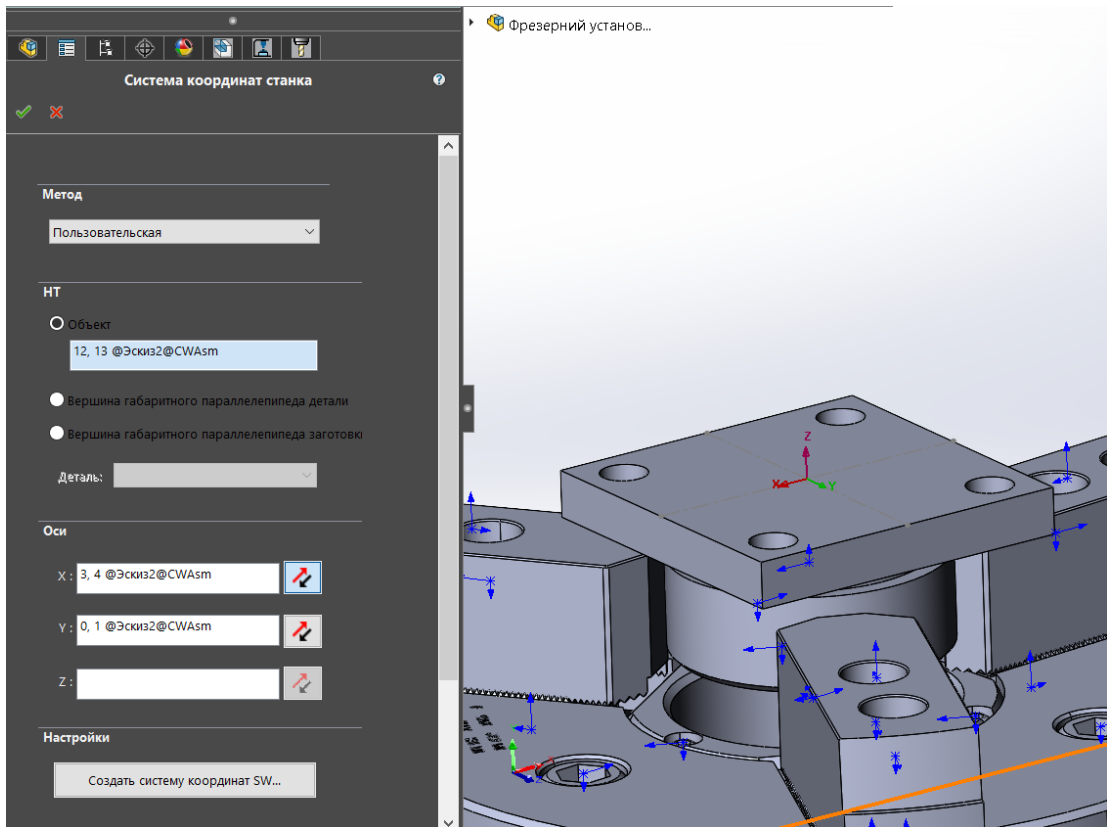 Фрезерний установ...
Система координат станка
Метод
Пользовательская
НТ
Объект
12, 13 @Эскиз2@CWAsm
Вершина габаритного параллелепипеда детали
Вершина габаритного параллелепипеда заготовки
Деталь:
Оси
X : 3, 4 @Эскиз2@CWAsm
Y : 0, 1 @Эскиз2@CWAsm
Z :
Настройки
Создать систему координат SW...
Z
X
Y